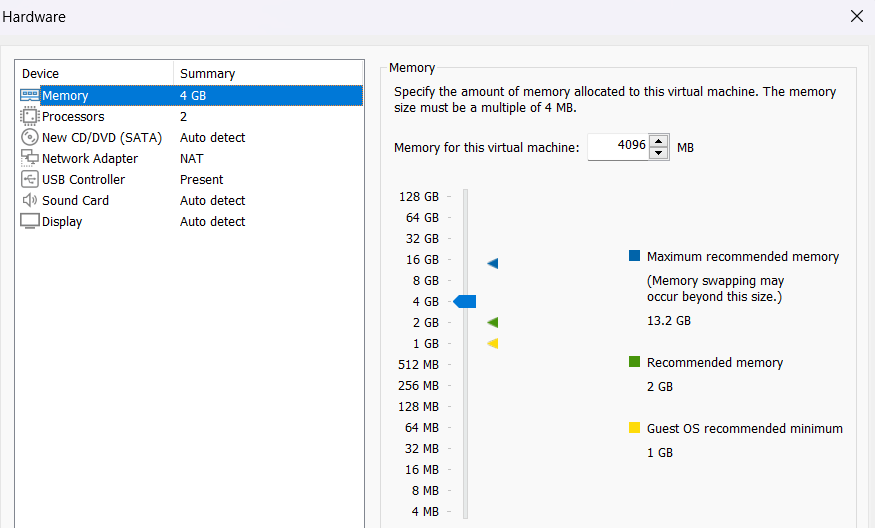 Hardware
Device Summary
Memory 4 GB
Processors 2
New CD/DVD (SATA) Auto detect
Network Adapter NAT
USB Controller Present
Sound Card Auto detect
Display Auto detect
Memory
Specify the amount of memory allocated to this virtual machine. The memory
size must be a multiple of 4 MB.
Memory for this virtual machine: 4096 MB
128 GB
64 GB
32 GB
16 GB
8 GB
4 GB
2 GB
1 GB
512 MB
256 MB
128 MB
64 MB
32 MB
16 MB
8 MB
4 MB
Maximum recommended memory
(Memory swapping may
occur beyond this size.)
13.2 GB
Recommended memory
2 GB
Guest OS recommended minimum
1 GB